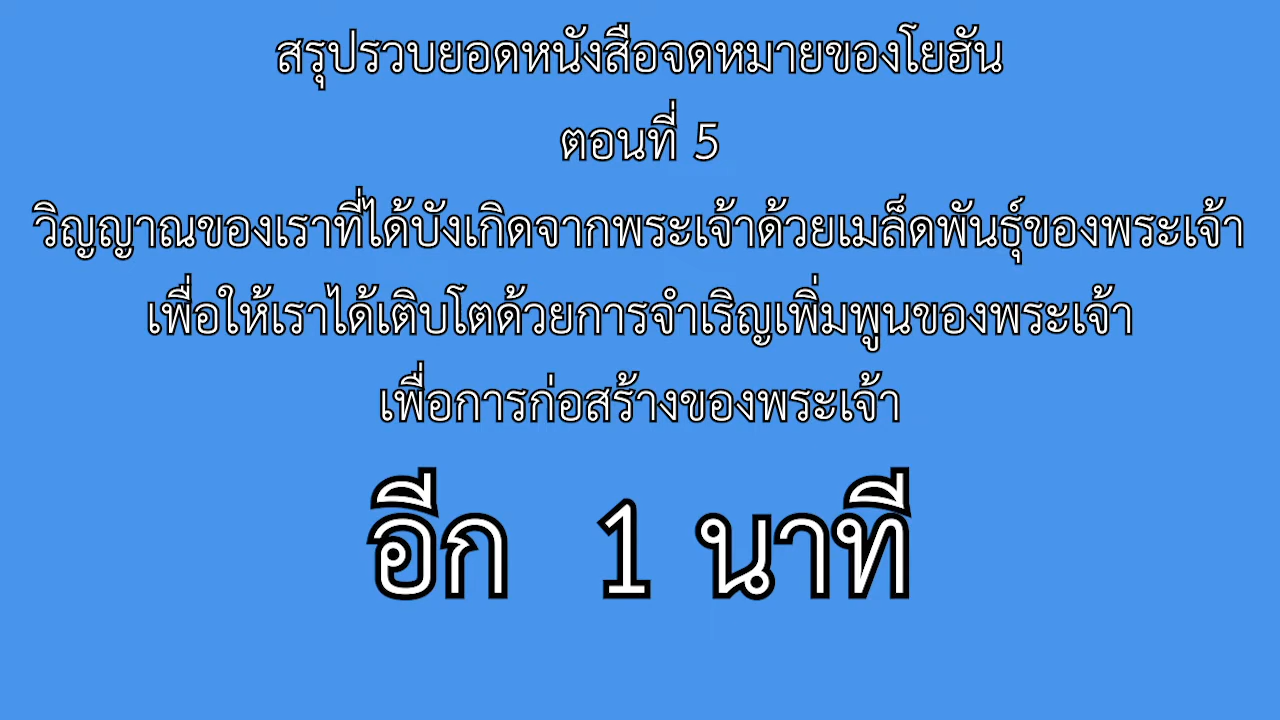 สรุปรวบยอดหนังสือจดหมายของโยฮัน
ตอนที่ 5
วิญญาณของเราที่ได้บังเกิดจากพระเจ้าด้วยเมล็ดพันธุ์ของพระเจ้า
เพื่อให้เราได้เติบโตด้วยการจำเริญเพิ่มพูนของพระเจ้า
เพื่อการก่อสร้างของพระเจ้า
อีก 1 นาที